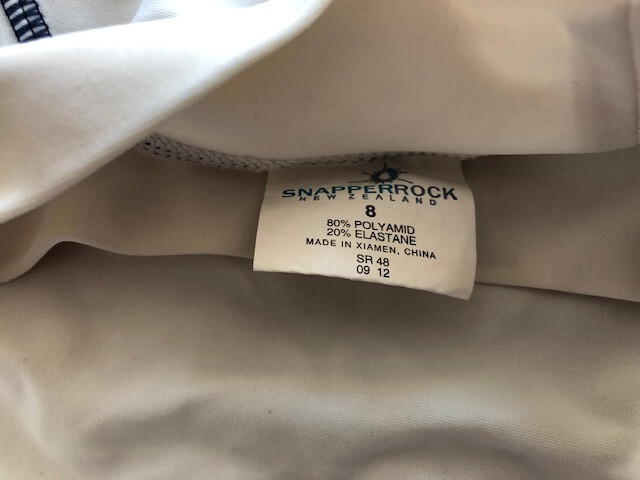 SNAPPERROCK
NEW ZEALAND
8
80% POLYAMID
20% ELASTANE
MADE IN XIAMEN, CHINA
SR 48
09 12